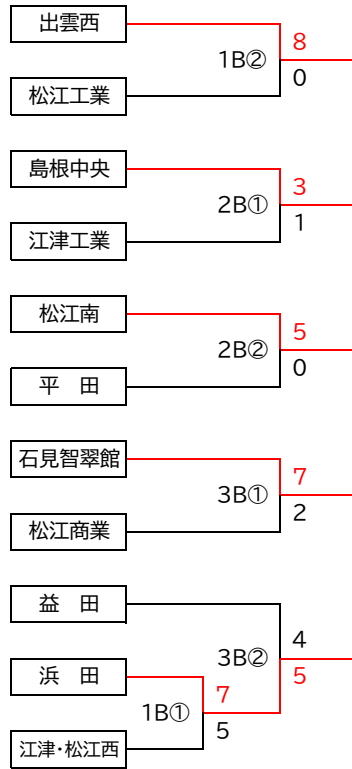 出雲西
8
1B②
0
松江工業
島根中央
3
2B①
1
江津工業
松江南
5
2B②
0
平　田
石見智翠館
7
3B①
2
松江商業
益　田
4
3B②
5
浜　田
7
1B①
5
江津・松江西